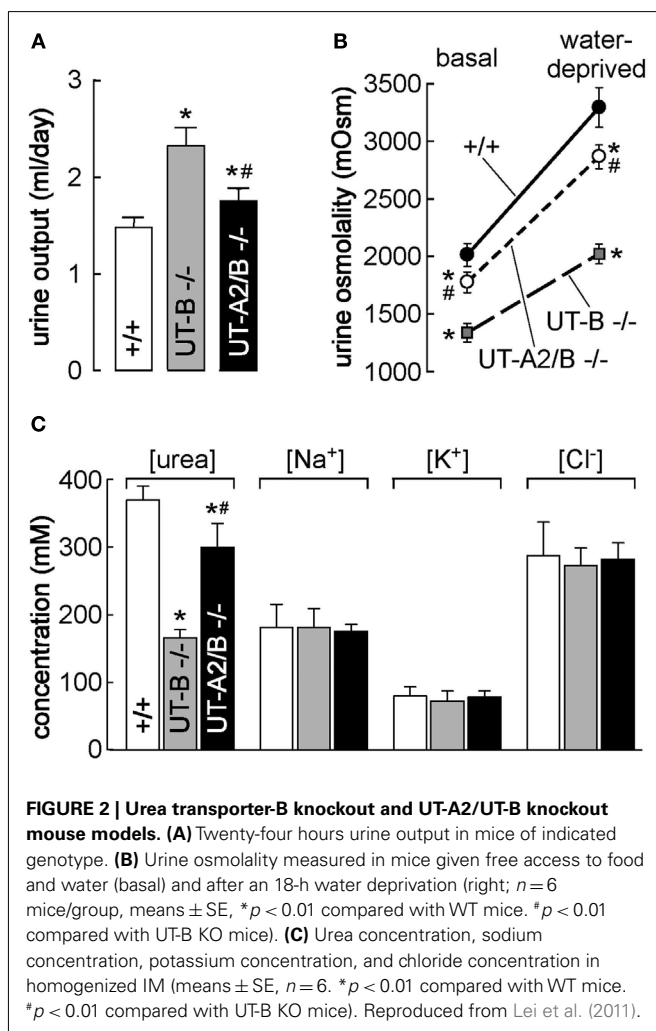 A
urine output (ml/day)
3
2
1
0
+/+
UT-B -/-
*
UT-A2/B -/-
*#
B
basal
water-
deprived
urine osmolality (mOsm)
3500
3000
2500
2000
1500
1000
+/+
*
#
*
#
*
*
UT-B -/-
UT-A2/B -/-
C
[urea]
[Na+]
[K+]
[Cl-]
concentration (mM)
400
300
200
100
0
+/+
UT-B -/-
*
UT-A2/B -/-
*#
FIGURE 2 | Urea transporter-B knockout and UT-A2/UT-B knockout
mouse models. (A) Twenty-four hours urine output in mice of indicated
genotype. (B) Urine osmolality measured in mice given free access to food
and water (basal) and after an 18-h water deprivation (right; n = 6
mice/group, means ± SE, *p < 0.01 compared with WT mice. #p < 0.01
compared with UT-B KO mice). (C) Urea concentration, sodium
concentration, potassium concentration, and chloride concentration in
homogenized IM (means ± SE, n = 6. *p < 0.01 compared with WT mice.
#p < 0.01 compared with UT-B KO mice). Reproduced from Lei et al. (2011).